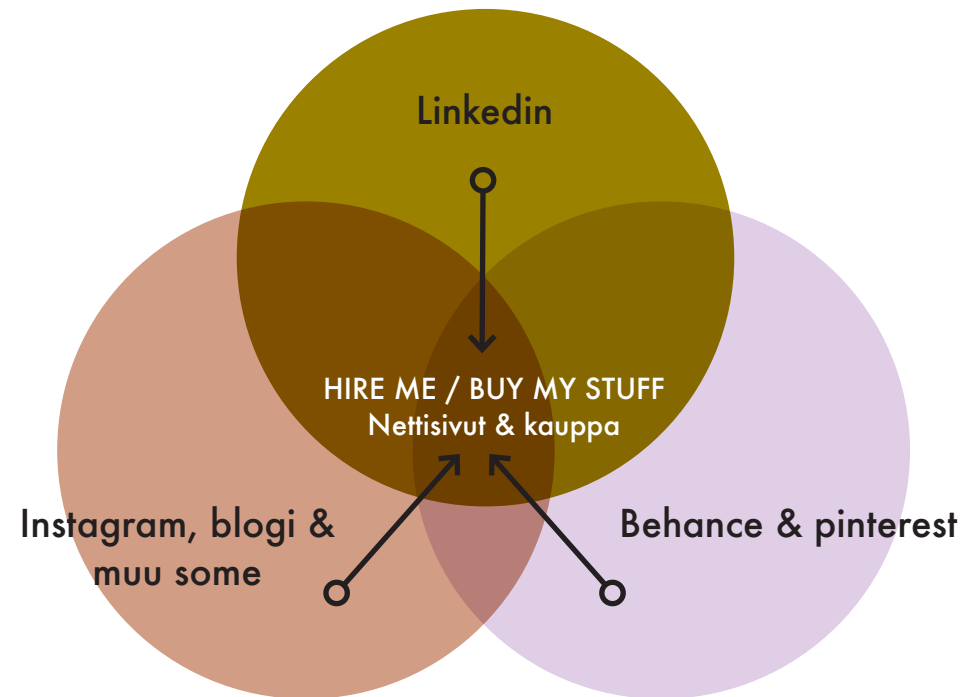 Linkedin
HIRE ME / BUY MY STUFF
Nettisivut & kauppa
Instagram, blogi &
muu some
Behance & pinterest